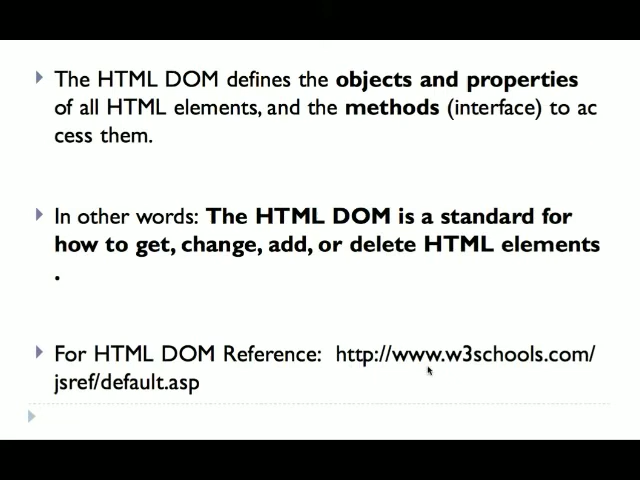 The HTML DOM defines the objects and properties
of all HTML elements, and the methods (interface) to ac
cess them.
In other words: The HTML DOM is a standard for
how to get, change, add, or delete HTML elements
.
For HTML DOM Reference: http://www.w3schools.com/
jsref/default.asp